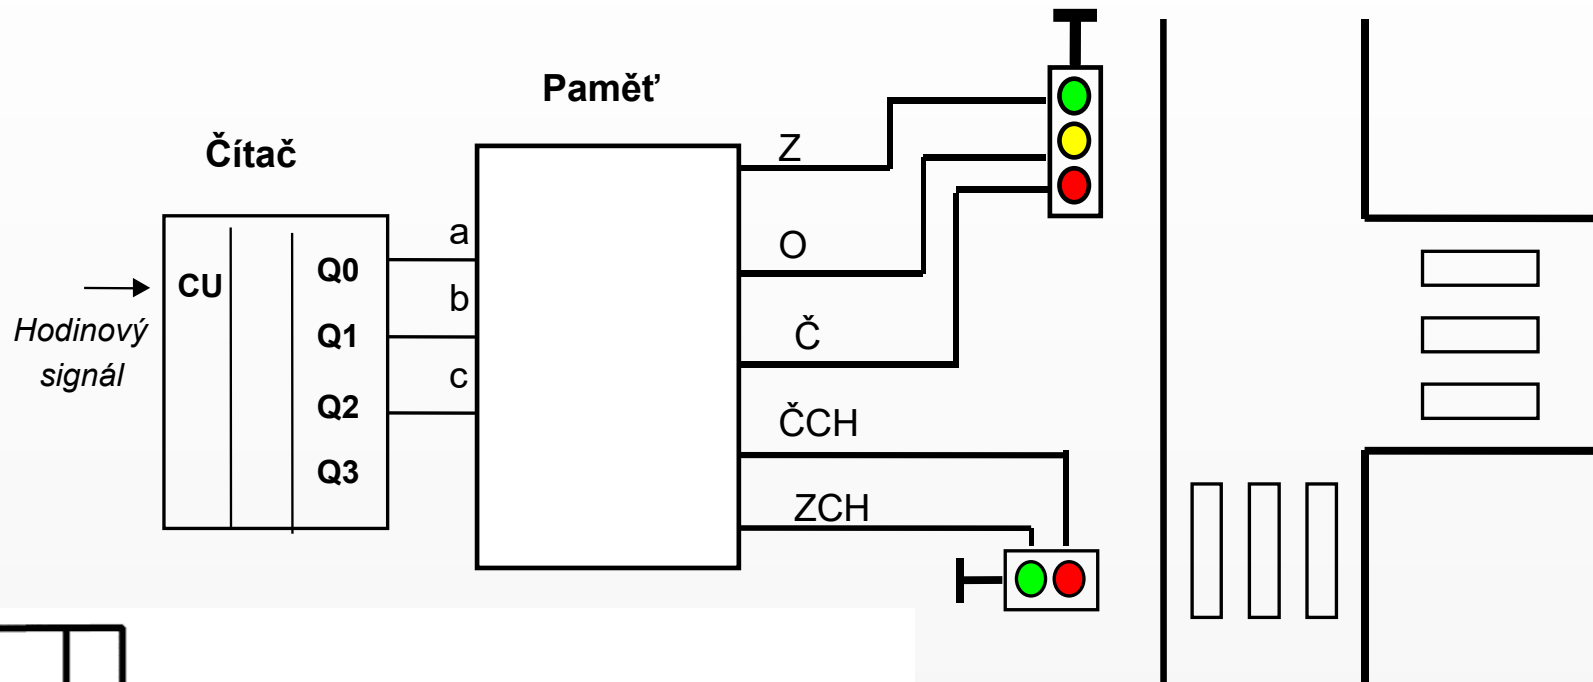 Paměť
Čítač
CU
Hodinový
signál
Q0
Q1
Q2
Q3
a
b
c
Z
O
Č
ČCH
ZCH